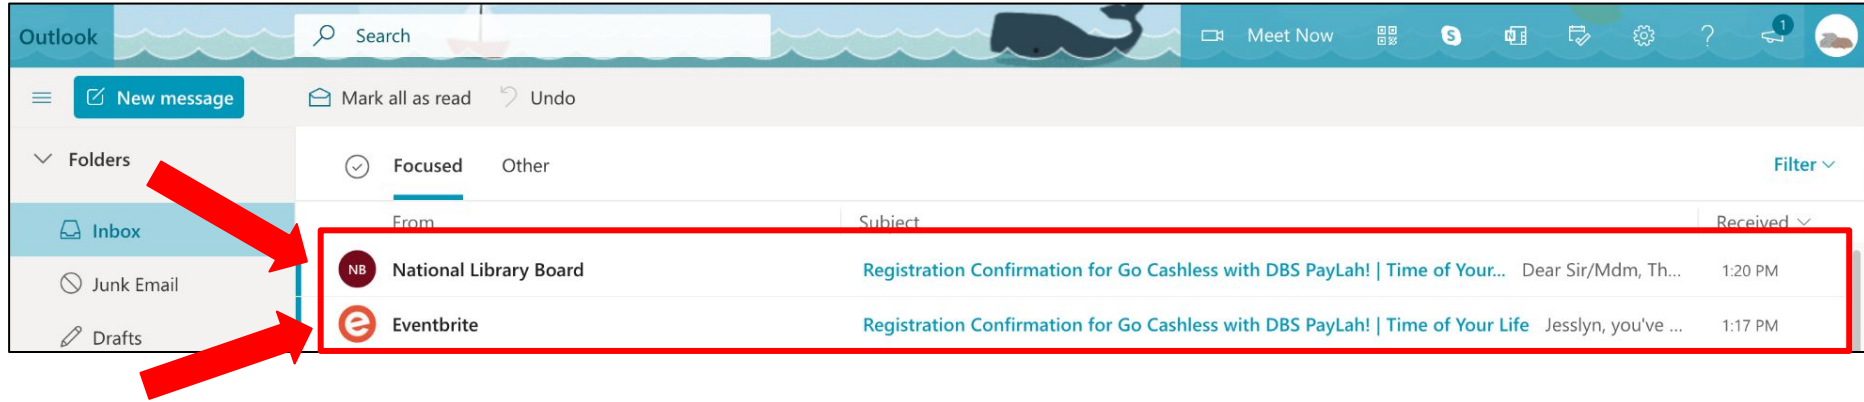 Outlook
Search
Meet Now
1
New message
Mark all as read
Undo
Folders
Focused
Other
Filter
From
Subject
Received
Inbox
NB National Library Board Registration Confirmation for Go Cashless with DBS PayLah! | Time of Your... Dear Sir/Mdm, Th... 1:20 PM
Junk Email
Eventbrite Registration Confirmation for Go Cashless with DBS PayLah! | Time of Your Life Jesslyn, you've ... 1:17 PM
Drafts